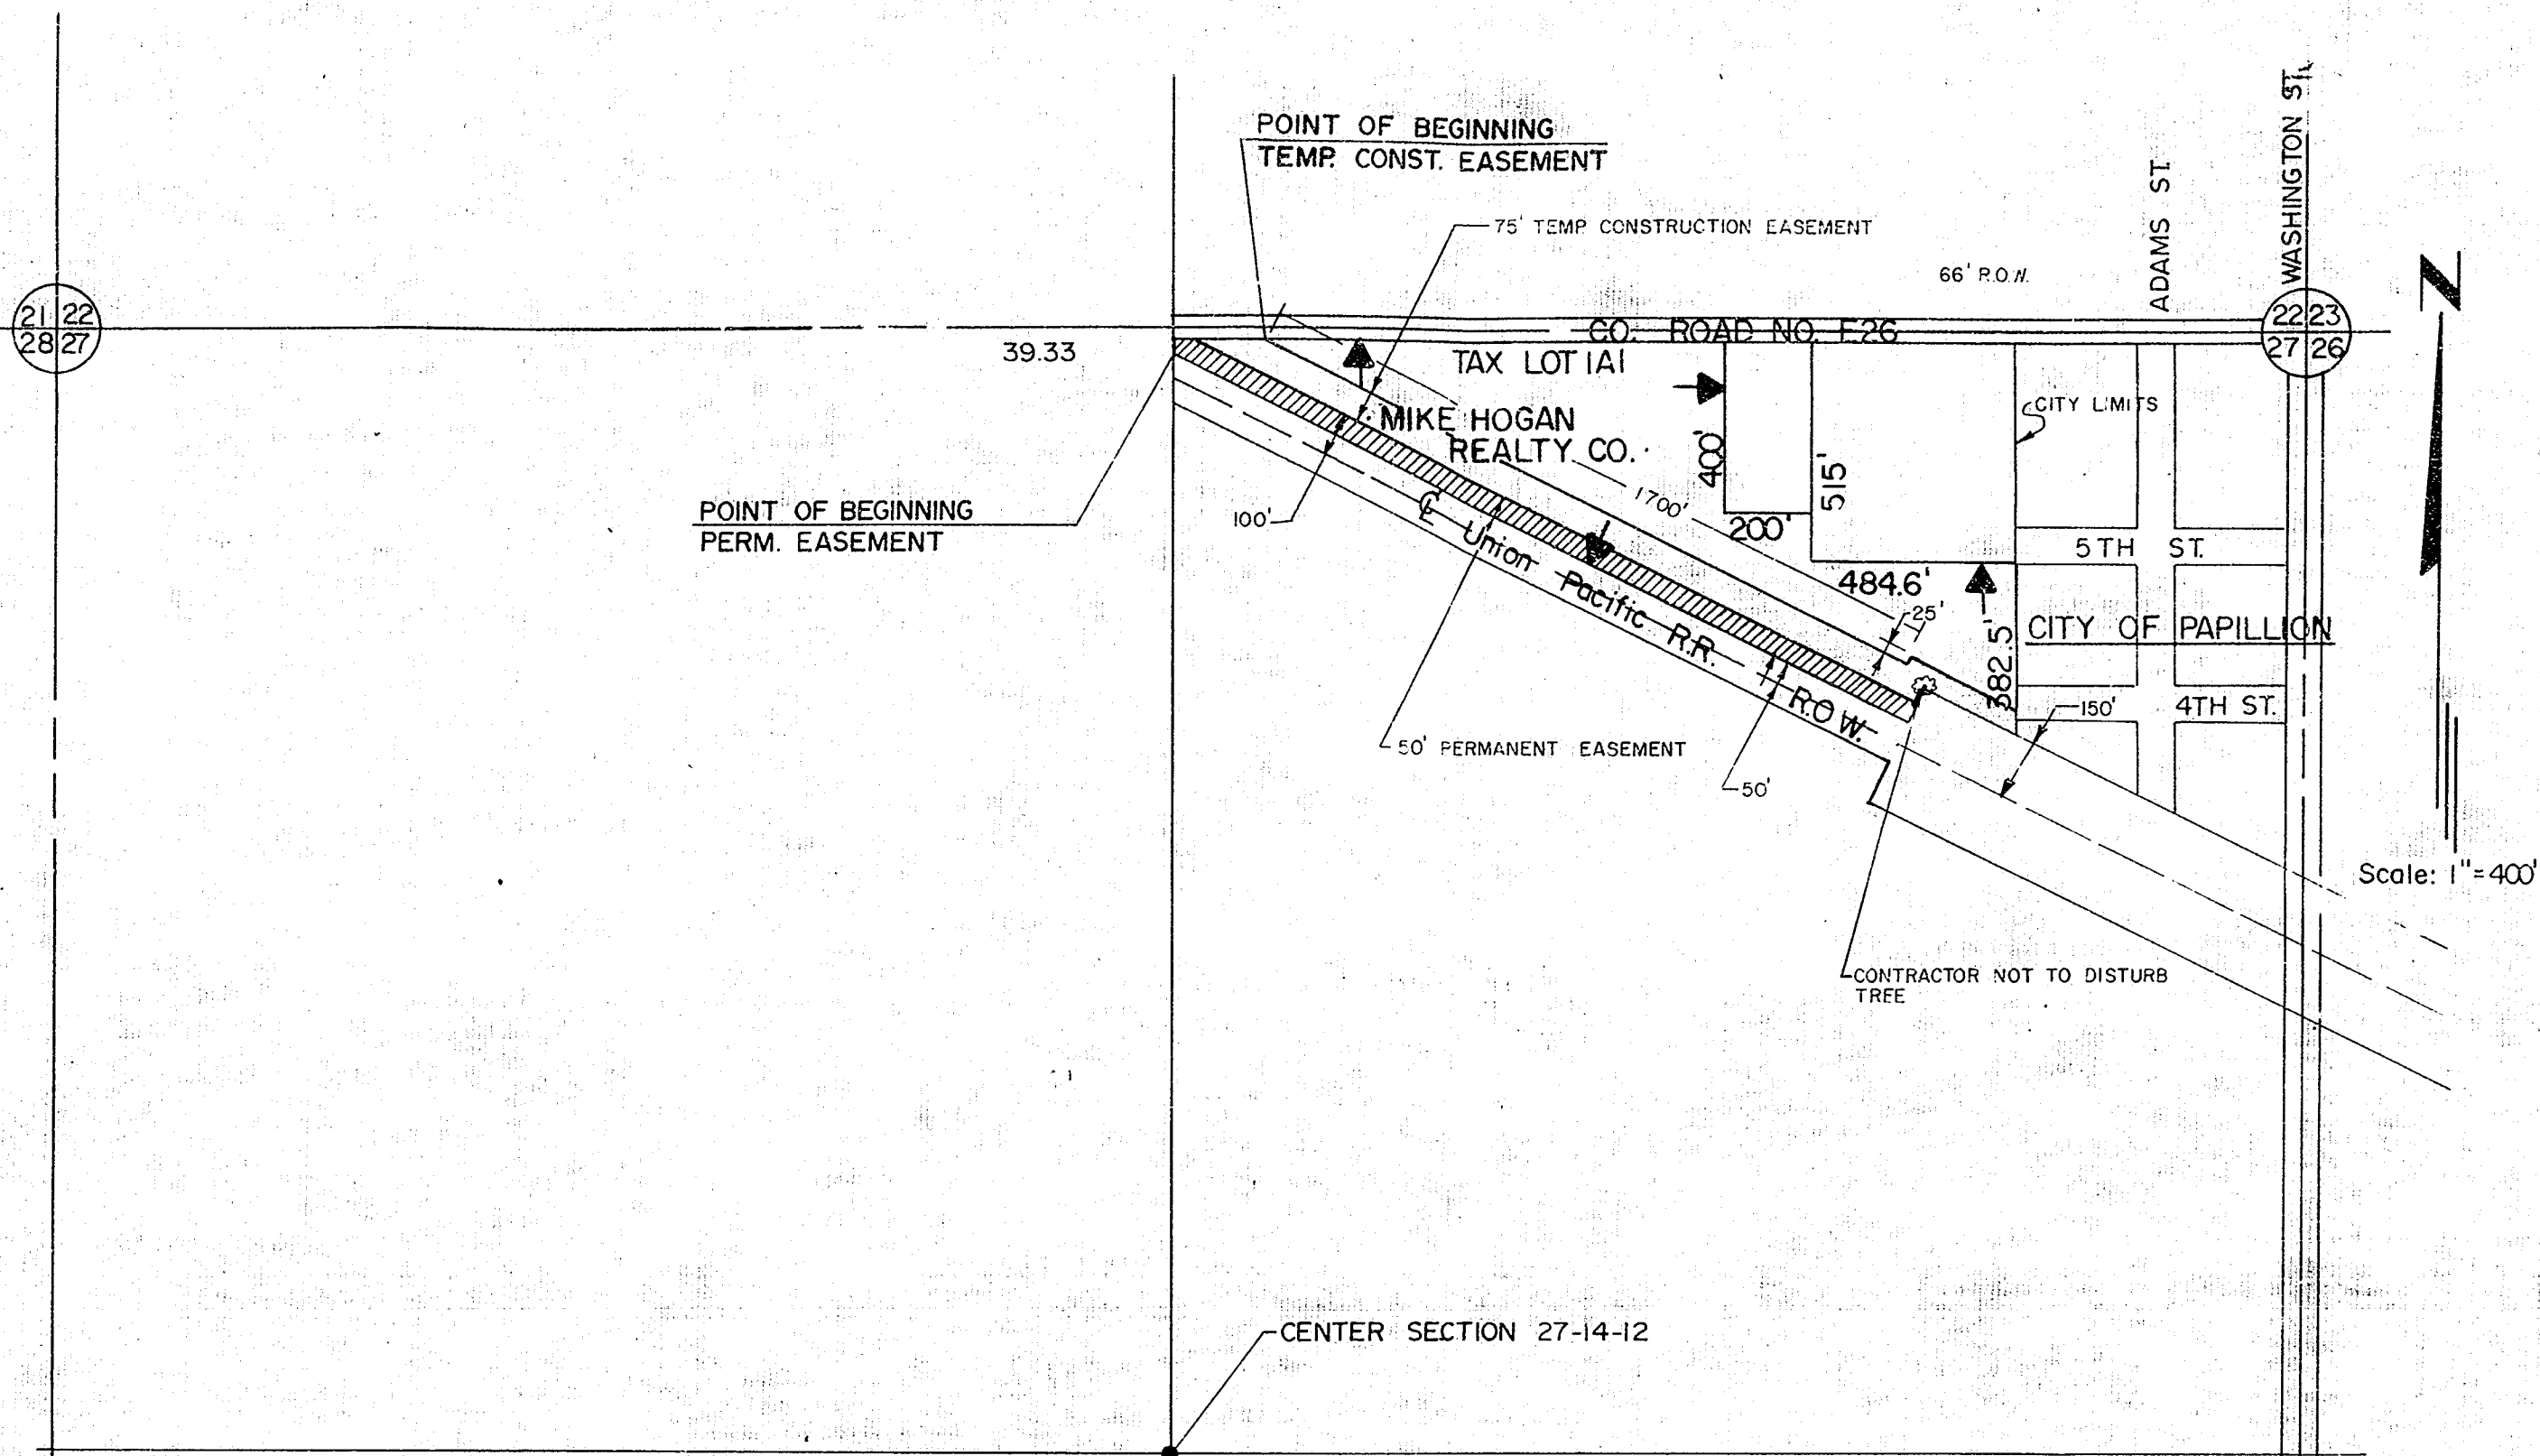 POINT OF BEGINNING
TEMP. CONST. EASEMENT
75' TEMP. CONSTRUCTION EASEMENT
66' R.O.W.
ADAMS ST.
WASHINGTON ST.
N
21 22
28 27
22 23
27 26
39.33
CO. ROAD NO. F26
TAX LOT 1A1
MIKE HOGAN
REALTY CO.
CITY LIMITS
400'
515'
POINT OF BEGINNING
PERM. EASEMENT
100'
1700'
200'
℄ Union Pacific R.R. R.O.W.
5TH ST.
484.6'
25'
382.5'
CITY OF PAPILLION
150'
4TH ST.
50' PERMANENT EASEMENT
50'
Scale: 1"=400'
CONTRACTOR NOT TO DISTURB
TREE
CENTER SECTION 27-14-12